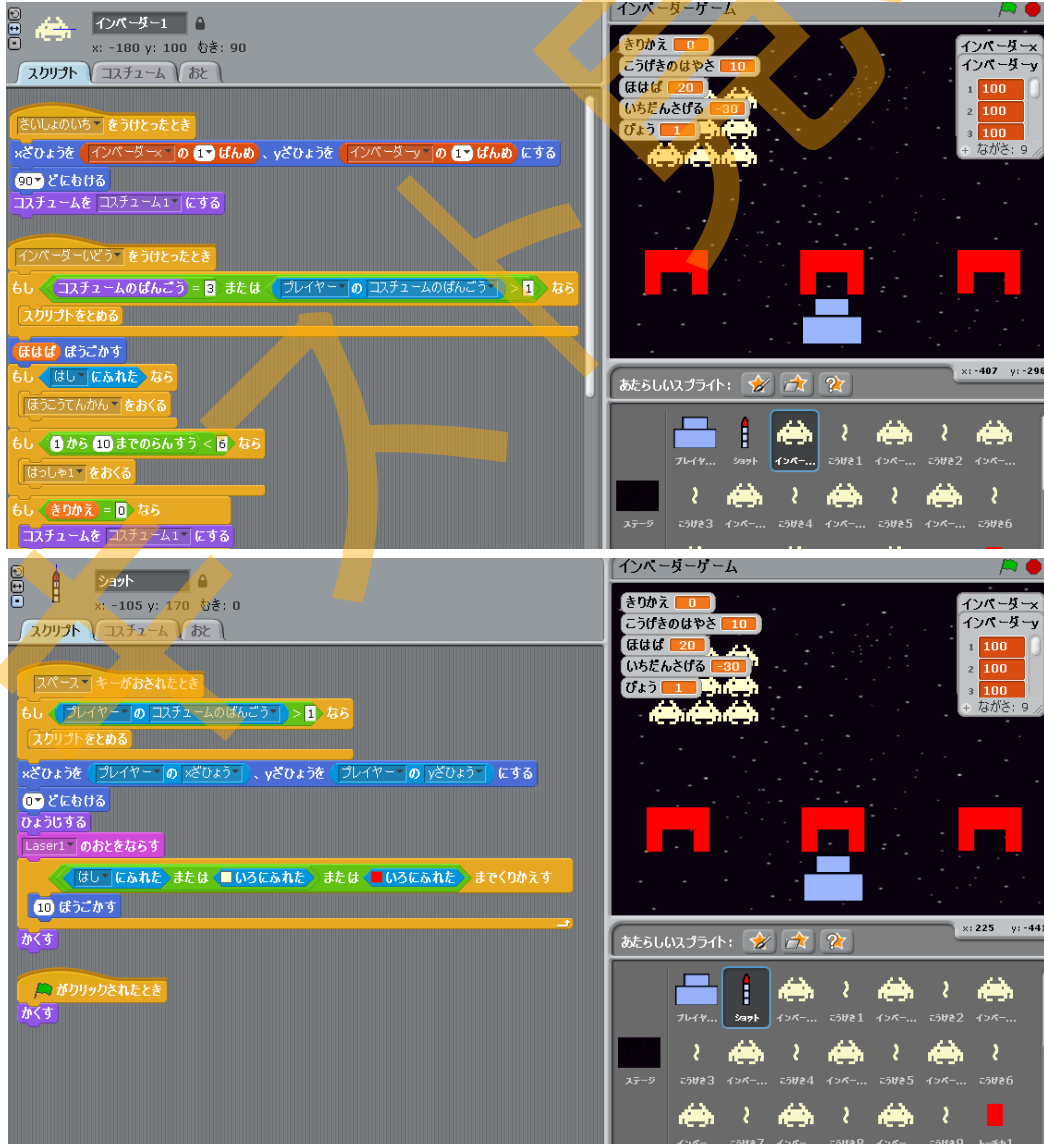 インベーダー1
x: -180 y: 100 むき: 90
スクリプト コスチューム おと
さいしょのいち をうけとったとき
xざひょうを インベーダーx の 1 ばんめ 、yざひょうを インベーダーy の 1 ばんめ にする
90 どにむける
コスチュームを コスチューム1 にする
インベーダーいどう をうけとったとき
もし コスチュームのばんごう = 3 または プレイヤー の コスチュームのばんごう > 1 なら
スクリプトをとめる
ほはば ぽうごかす
もし はし にふれた なら
ほうこうてんかん をおくる
もし 1 から 10 までのらんすう < 6 なら
はっしゃ1 をおくる
もし きりかえ = 0 なら
コスチュームを コスチューム1 にする
インベーダーゲーム
きりかえ 0
こうげきのはやさ 10
ほはば 20
いちだんさげる -30
びょう 1
インベーダーx
インベーダーy
1 100
2 100
3 100
ながさ: 9
x: -407 y: -296
あたらしいスプライト:
プレイヤ... ショット インベー... こうげき1 インベー... こうげき2 インベー...
ステージ こうげき3 インベー... こうげき4 インベー... こうげき5 インベー... こうげき6
ショット
x: -105 y: 170 むき: 0
スクリプト コスチューム おと
スペース キーがおされたとき
もし プレイヤー の コスチュームのばんごう > 1 なら
スクリプトをとめる
xざひょうを プレイヤー の xざひょう 、yざひょうを プレイヤー の yざひょう にする
0 どにむける
ひょうじする
Laser1 のおとをならす
はし にふれた または いろにふれた または いろにふれた までくりかえす
10 ぽうごかす
かくす
がクリックされたとき
かくす
インベーダーゲーム
きりかえ 0
こうげきのはやさ 10
ほはば 20
いちだんさげる -30
びょう 1
インベーダーx
インベーダーy
1 100
2 100
3 100
ながさ: 9
x: 225 y: -441
あたらしいスプライト:
プレイヤ... ショット インベー... こうげき1 インベー... こうげき2 インベー...
ステージ こうげき3 インベー... こうげき4 インベー... こうげき5 インベー... こうげき6